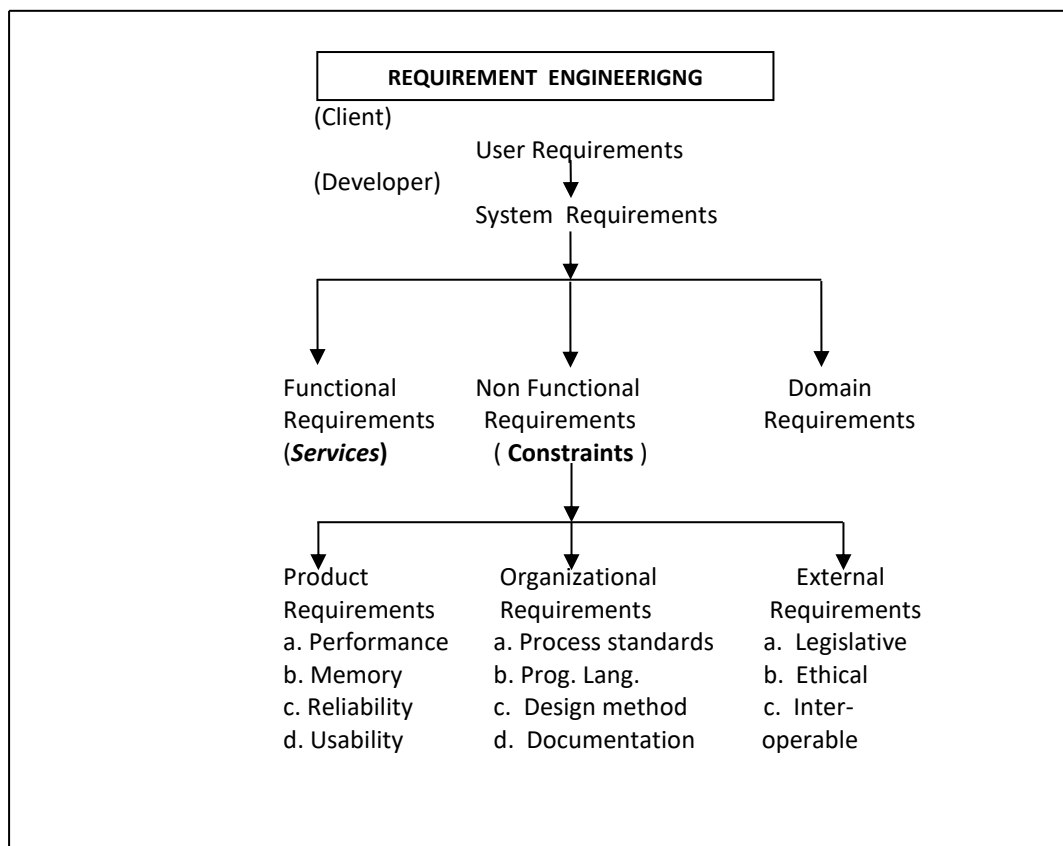 REQUIREMENT ENGINEERIGNG
(Client)
User Requirements
(Developer)
System Requirements
Functional
Requirements
(Services)
Non Functional
Requirements
( Constraints )
Domain
Requirements
Product
Requirements
a. Performance
b. Memory
c. Reliability
d. Usability
Organizational
Requirements
a. Process standards
b. Prog. Lang.
c. Design method
d. Documentation
External
Requirements
a. Legislative
b. Ethical
c. Inter-
operable